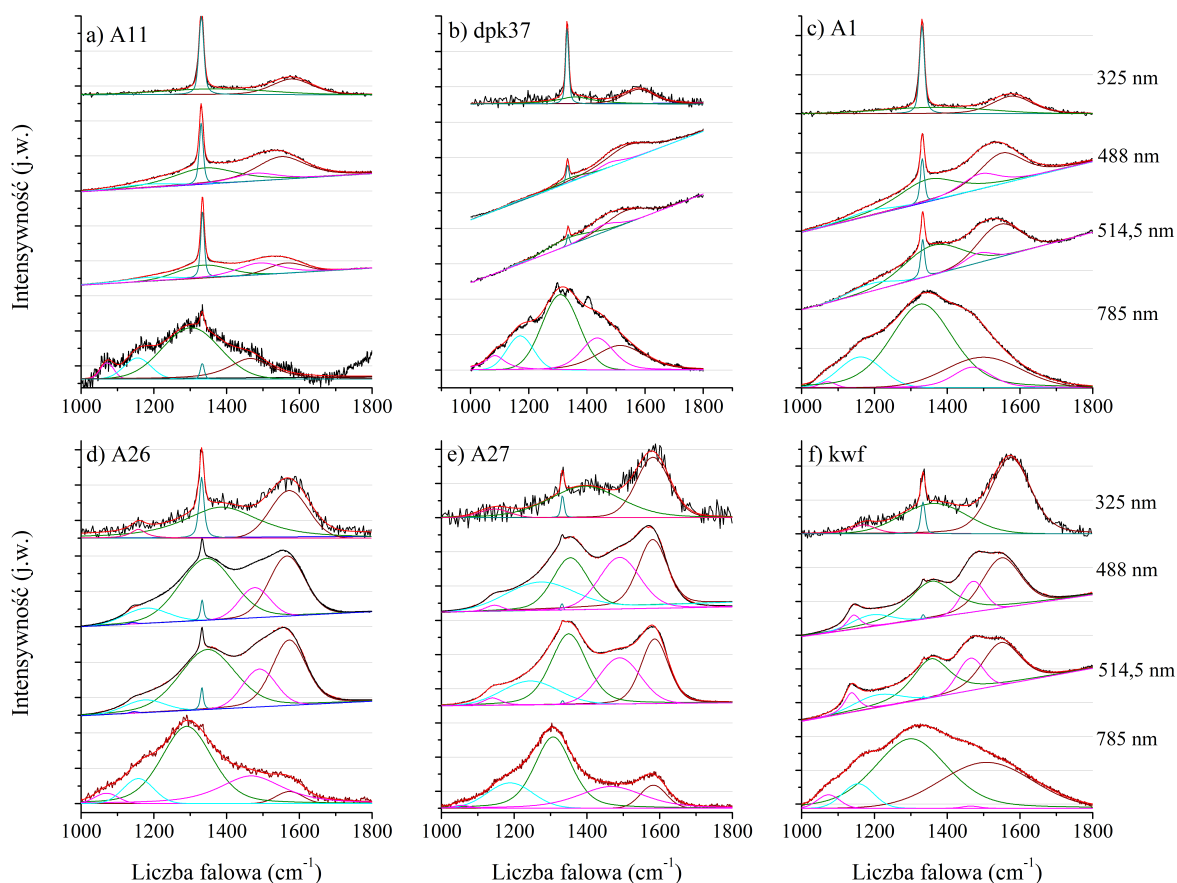 a) A11
b) dpk37
c) A1
325 nm
488 nm
514,5 nm
785 nm
Intensywność (j.w.)
1000 1200 1400 1600 1800
1000 1200 1400 1600 1800
1000 1200 1400 1600 1800
d) A26
e) A27
f) kwf
325 nm
488 nm
514,5 nm
785 nm
Intensywność (j.w.)
1000 1200 1400 1600 1800
1000 1200 1400 1600 1800
1000 1200 1400 1600 1800
Liczba falowa (cm⁻¹)
Liczba falowa (cm⁻¹)
Liczba falowa (cm⁻¹)